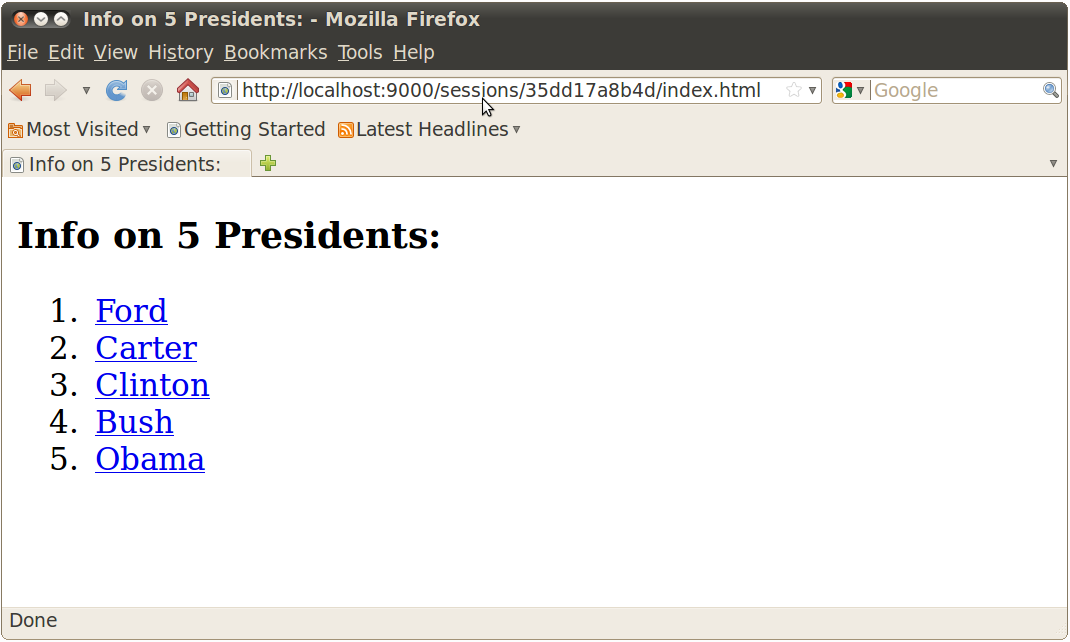 Info on 5 Presidents: - Mozilla Firefox
File Edit View History Bookmarks Tools Help
http://localhost:9000/sessions/35dd17a8b4d/index.html Google
Most Visited Getting Started Latest Headlines
Info on 5 Presidents:
Info on 5 Presidents:
1. Ford
2. Carter
3. Clinton
4. Bush
5. Obama
Done